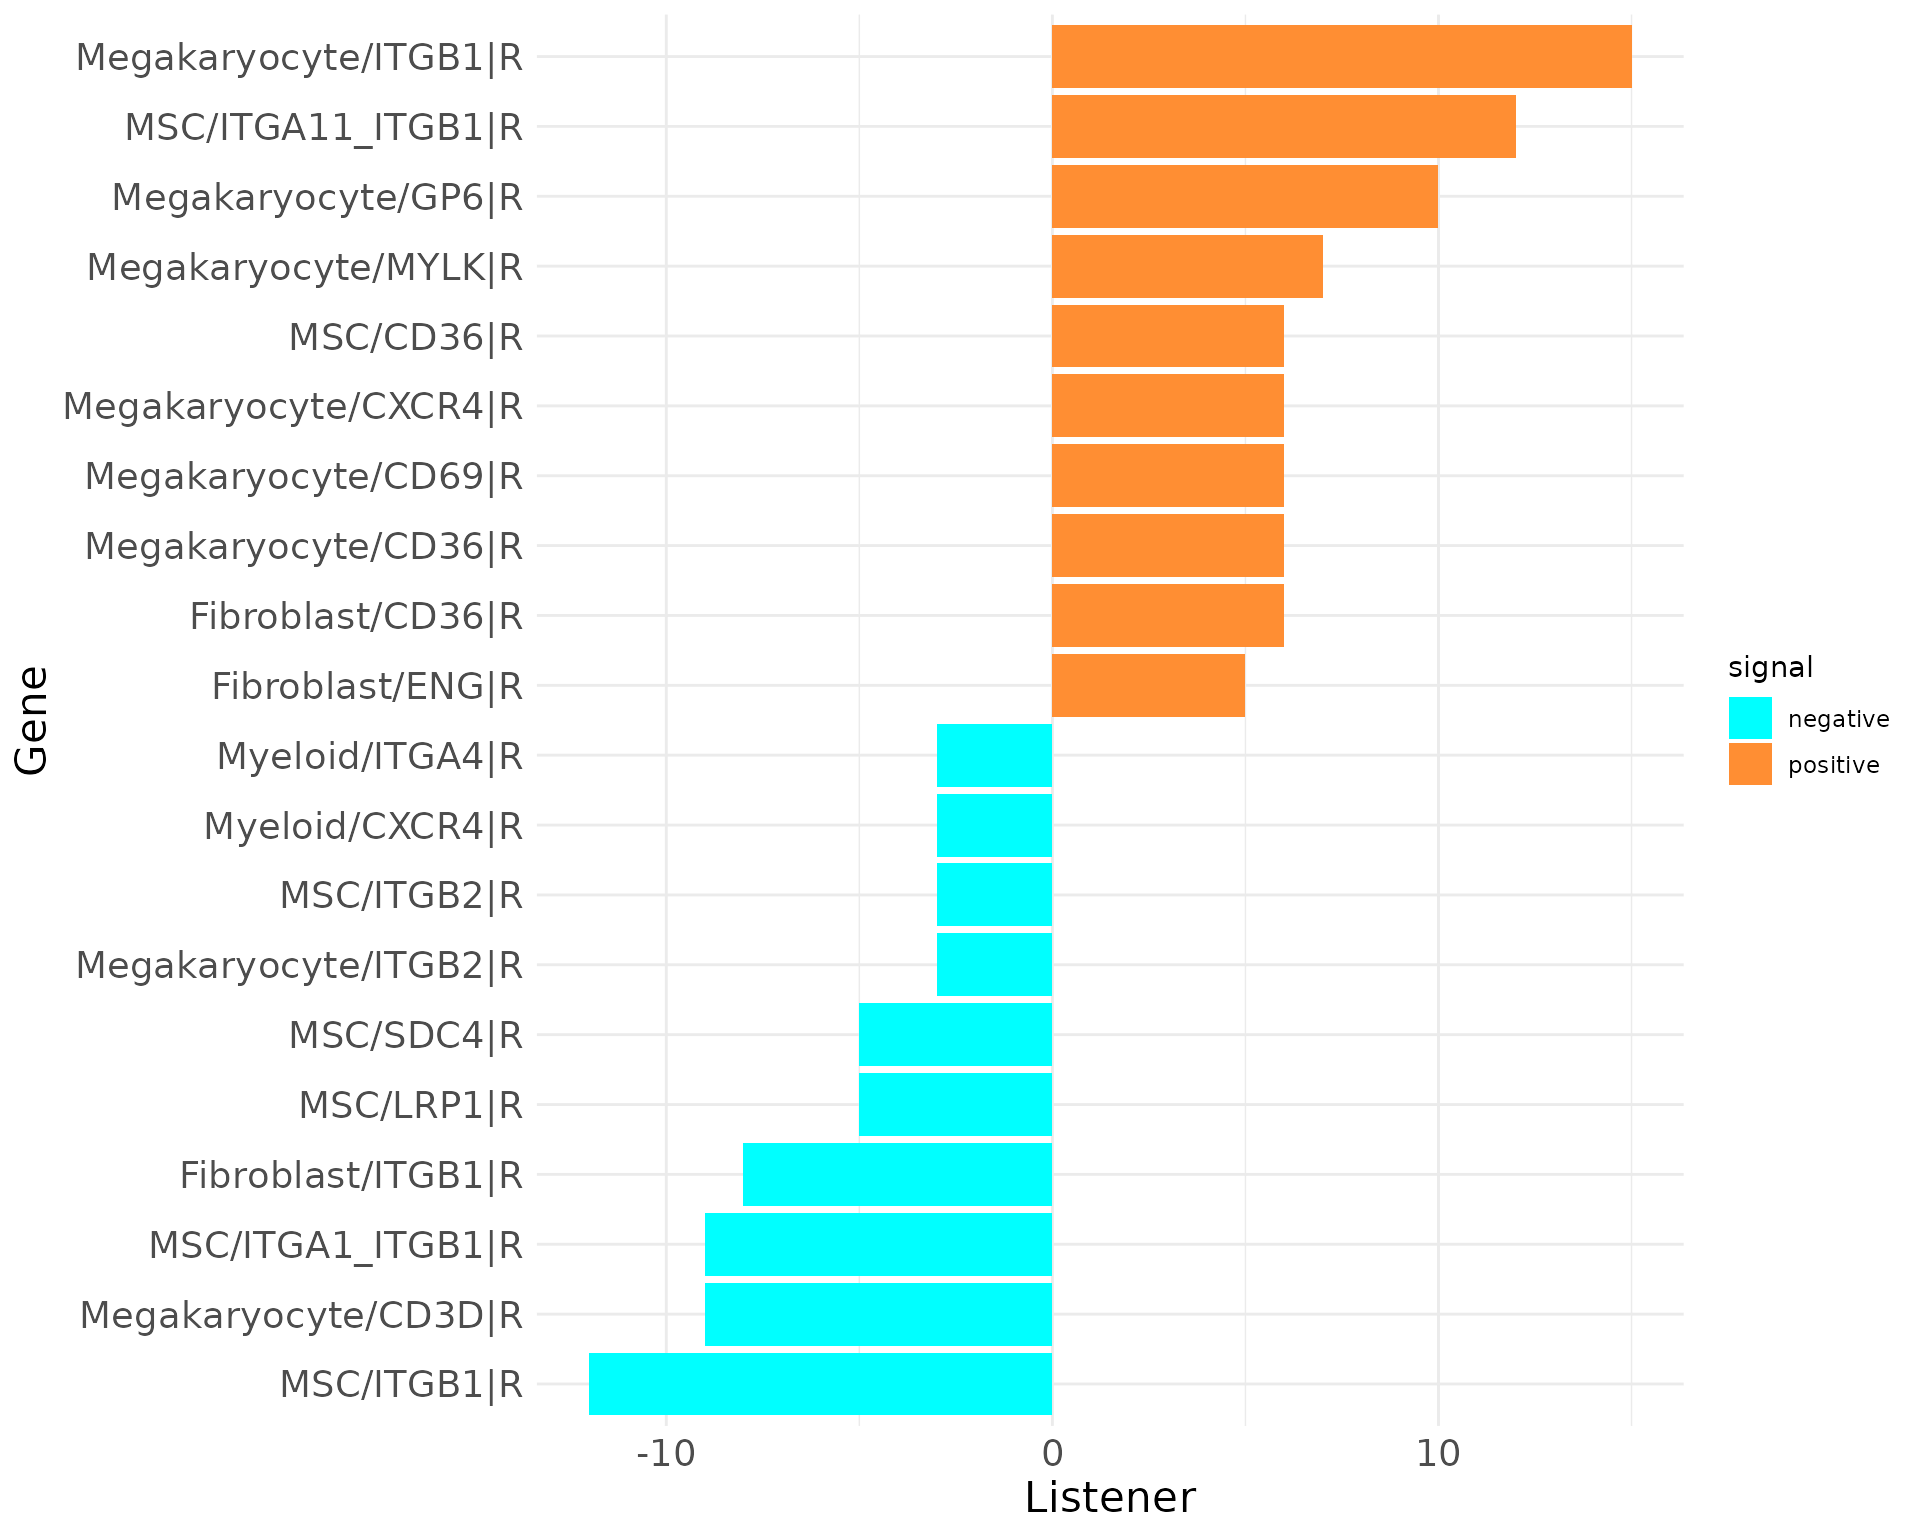 Megakaryocyte/ITGB1|R
MSC/ITGA11_ITGB1|R
Megakaryocyte/GP6|R
Megakaryocyte/MYLK|R
MSC/CD36|R
Megakaryocyte/CXCR4|R
Megakaryocyte/CD69|R
Megakaryocyte/CD36|R
Fibroblast/CD36|R
Fibroblast/ENG|R
Myeloid/ITGA4|R
Myeloid/CXCR4|R
MSC/ITGB2|R
Megakaryocyte/ITGB2|R
MSC/SDC4|R
MSC/LRP1|R
Fibroblast/ITGB1|R
MSC/ITGA1_ITGB1|R
Megakaryocyte/CD3D|R
MSC/ITGB1|R
Gene
-10 0 10
Listener
signal
negative
positive